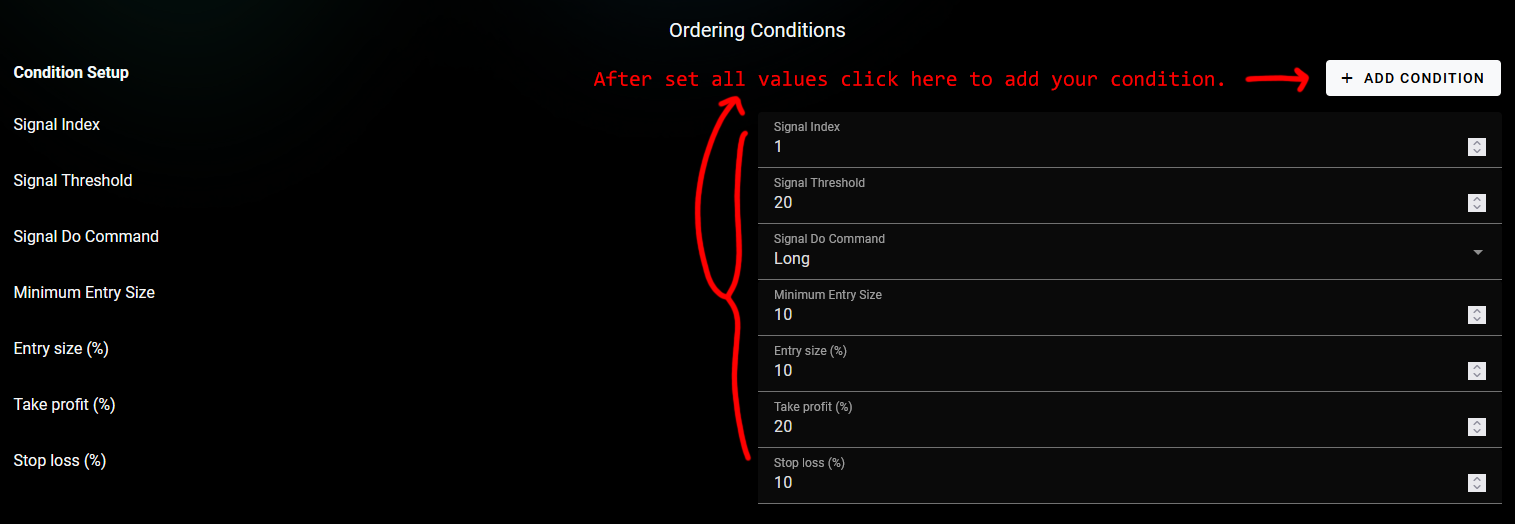 Ordering Conditions
Condition Setup
After set all values click here to add your condition.
+ ADD CONDITION
Signal Index
Signal Index
1
Signal Threshold
Signal Threshold
20
Signal Do Command
Signal Do Command
Long
Minimum Entry Size
Minimum Entry Size
10
Entry size (%)
Entry size (%)
10
Take profit (%)
Take profit (%)
20
Stop loss (%)
Stop loss (%)
10